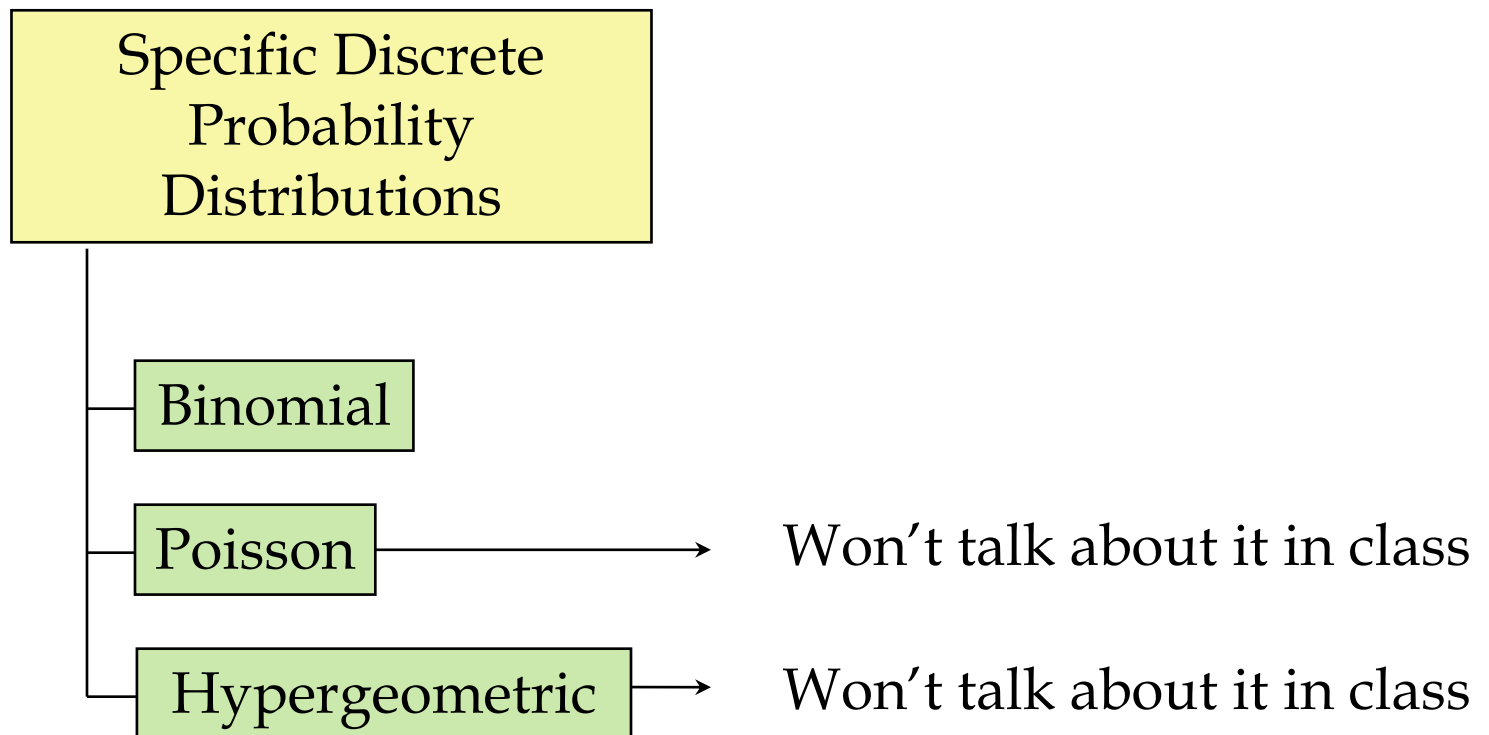 Specific Discrete
Probability
Distributions
Binomial
Poisson
Won’t talk about it in class
Hypergeometric
Won’t talk about it in class